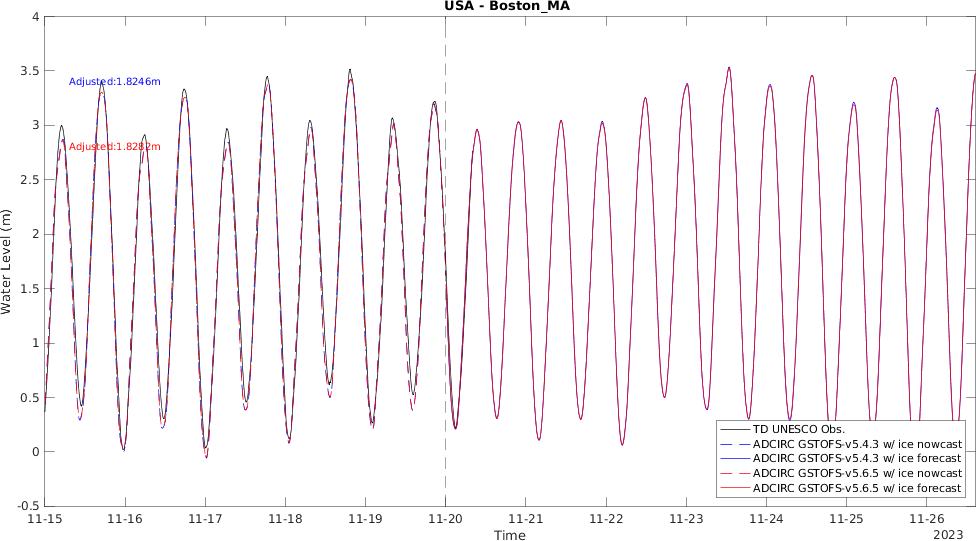 USA - Boston_MA
4
3.5
3
2.5
2
1.5
1
0.5
0
-0.5
Water Level (m)
Adjusted:1.8246m
Adjusted:1.8282m
TD UNESCO Obs.
ADCIRC GSTOFS-v5.4.3 w/ ice nowcast
ADCIRC GSTOFS-v5.4.3 w/ ice forecast
ADCIRC GSTOFS-v5.6.5 w/ ice nowcast
ADCIRC GSTOFS-v5.6.5 w/ ice forecast
11-15 11-16 11-17 11-18 11-19 11-20 11-21 11-22 11-23 11-24 11-25 11-26
Time
2023